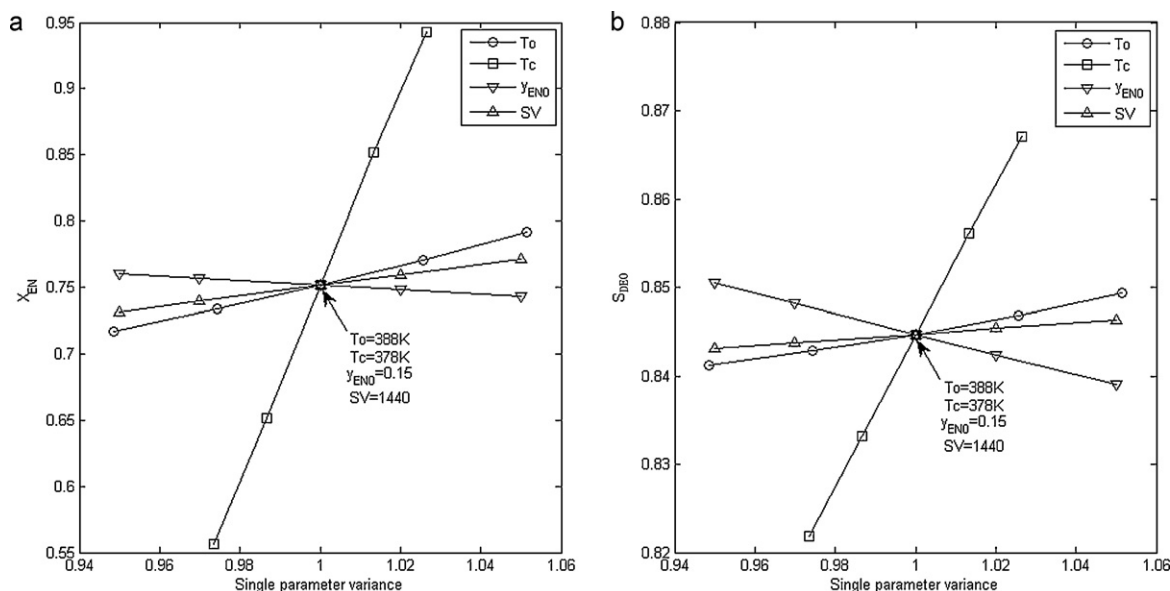 a
0.95
0.9
0.85
0.8
0.75
0.7
0.65
0.6
0.55
X_EN
0.94 0.96 0.98 1 1.02 1.04 1.06
Single parameter variance
To
Tc
y_EN0
SV
To=388K
Tc=378K
y_EN0=0.15
SV=1440
b
0.88
0.87
0.86
0.85
0.84
0.83
0.82
S_DEO
0.94 0.96 0.98 1 1.02 1.04 1.06
Single parameter variance
To
Tc
y_EN0
SV
To=388K
Tc=378K
y_EN0=0.15
SV=1440